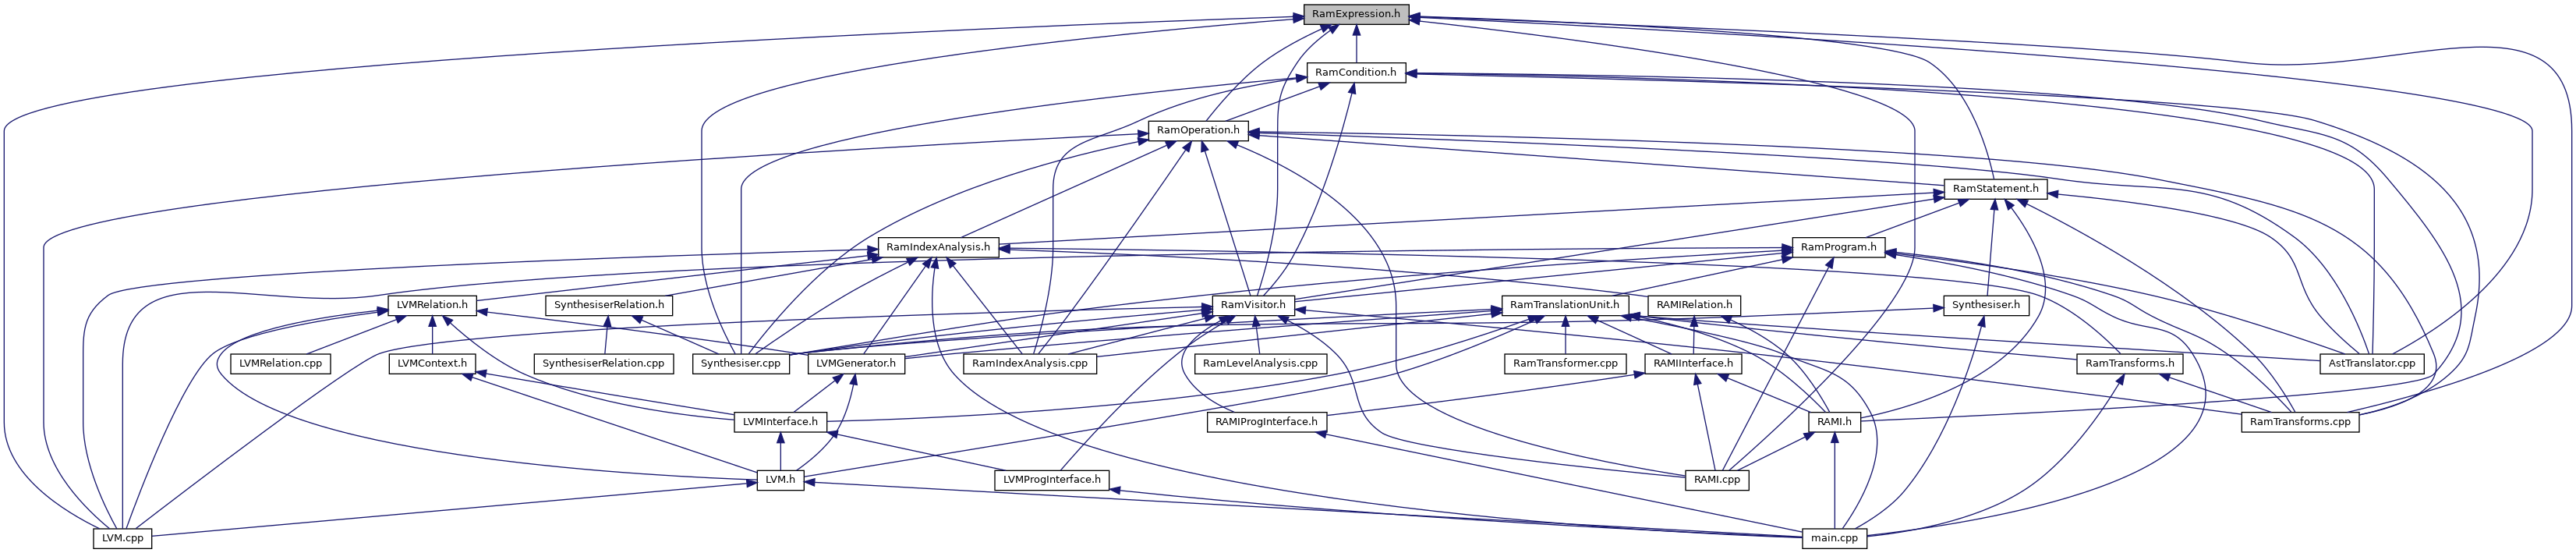 RamExpression.h
RamCondition.h
RamOperation.h
RamStatement.h
RamIndexAnalysis.h
RamProgram.h
LVMRelation.h
SynthesiserRelation.h
RamVisitor.h
RamTranslationUnit.h
RAMIRelation.h
Synthesiser.h
LVMRelation.cpp
LVMContext.h
SynthesiserRelation.cpp
Synthesiser.cpp
LVMGenerator.h
RamIndexAnalysis.cpp
RamLevelAnalysis.cpp
RamTransformer.cpp
RAMIInterface.h
RamTransforms.h
AstTranslator.cpp
LVMInterface.h
RAMIProgInterface.h
RAMI.h
RamTransforms.cpp
LVM.h
LVMProgInterface.h
RAMI.cpp
LVM.cpp
main.cpp